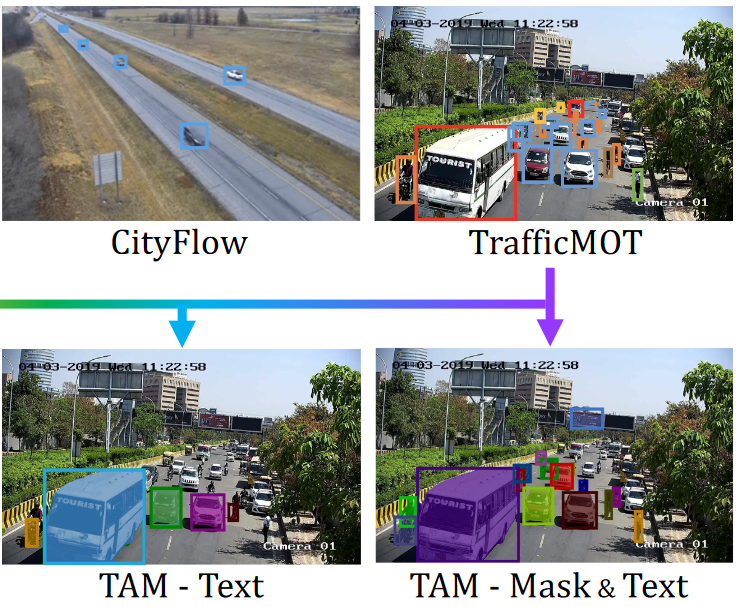 04-03-2019 Wed 11:22:58
TOURIST
Camera 01
CityFlow
TrafficMOT
04-03-2019 Wed 11:22:58
TOURIST
Camera 01
04-03-2019 Wed 11:22:58
TOURIST
Camera 01
TAM - Text
TAM - Mask & Text